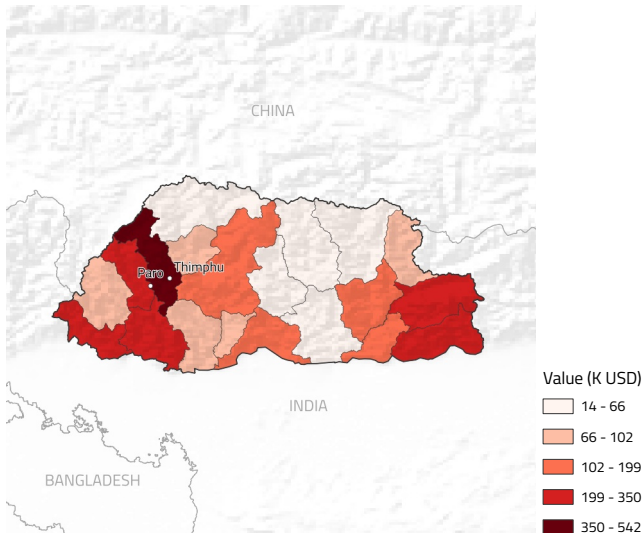 CHINA
Paro
Thimphu
INDIA
BANGLADESH
Value (K USD)
14 - 66
66 - 102
102 - 199
199 - 350
350 - 542